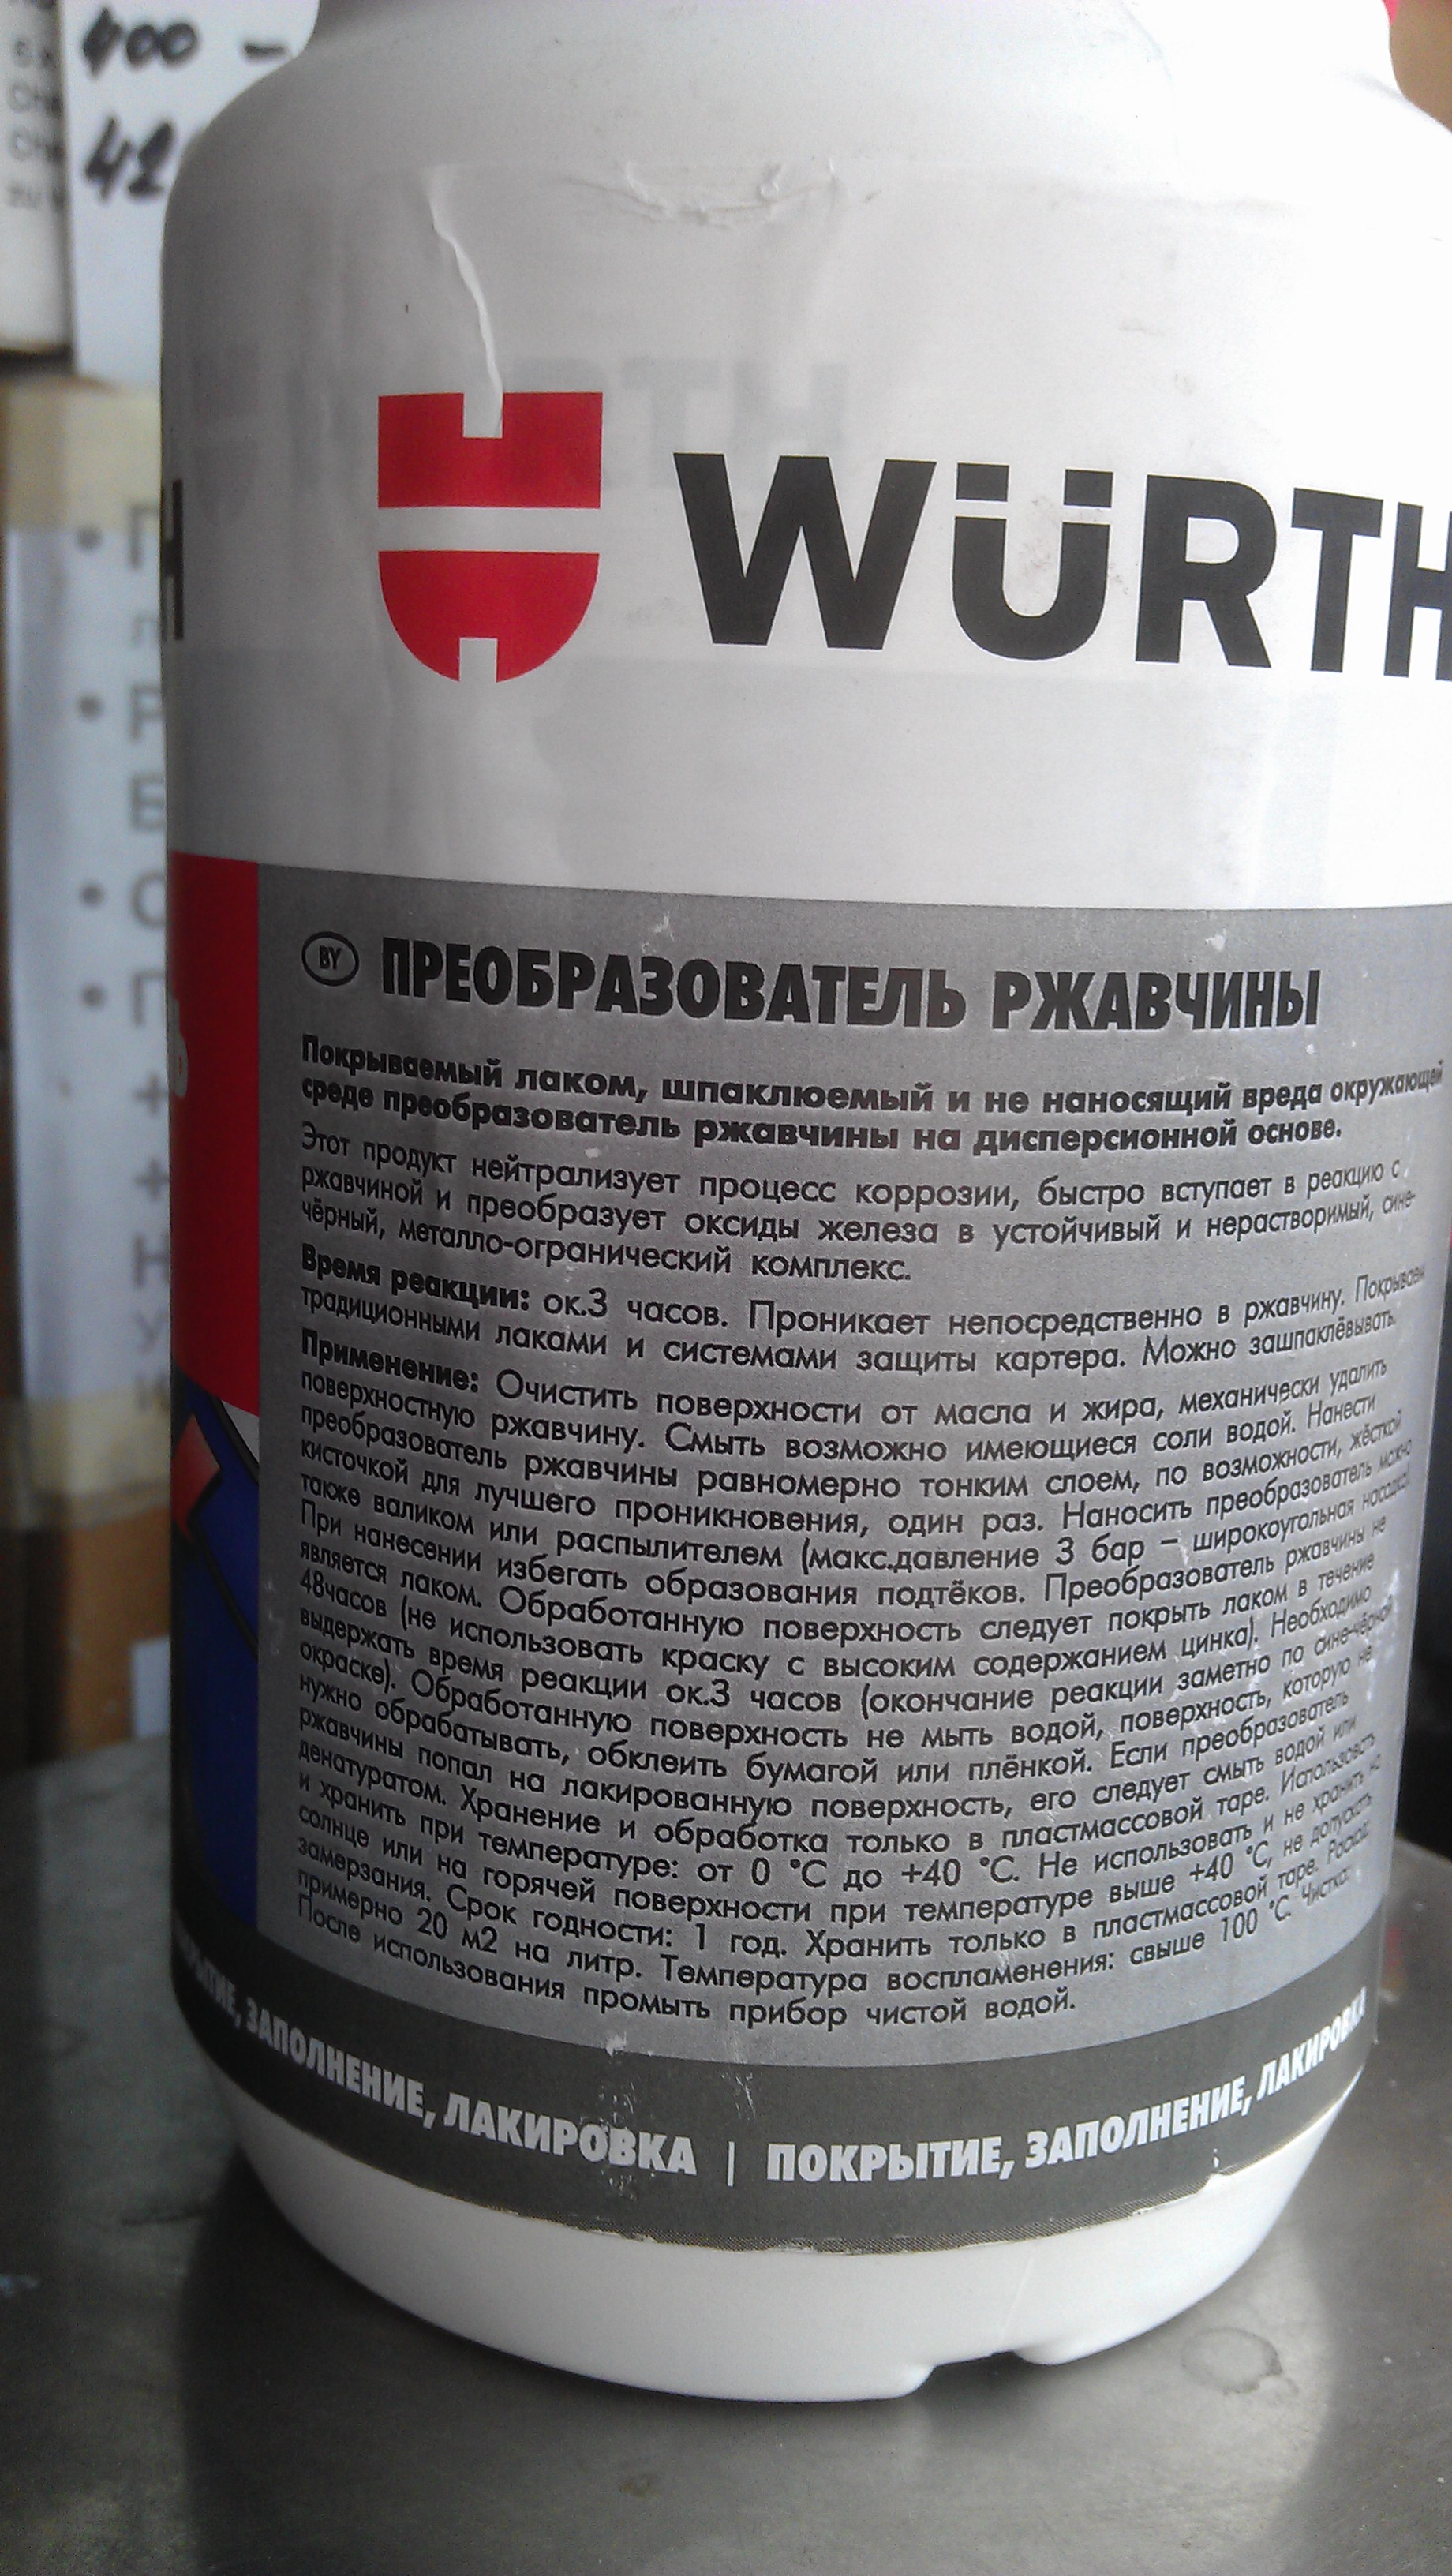 400 -
42
WÜRTH
BY ПРЕОБРАЗОВАТЕЛЬ РЖАВЧИНЫ
Покрываемый лаком, шпаклюемый и не наносящий вреда окружающей
среде преобразователь ржавчины на дисперсионной основе.
Этот продукт нейтрализует процесс коррозии, быстро вступает в реакцию с
ржавчиной и преобразует оксиды железа в устойчивый и нерастворимый, сине-
чёрный, металло-огранический комплекс.
Время реакции: ок.3 часов. Проникает непосредственно в ржавчину. Покрываем
традиционными лаками и системами защиты картера. Можно зашпаклёвывать.
Применение: Очистить поверхности от масла и жира, механически удалить
поверхностную ржавчину. Смыть возможно имеющиеся соли водой. Нанести
преобразователь ржавчины равномерно тонким слоем, по возможности, жёсткой
кисточкой для лучшего проникновения, один раз. Наносить преобразователь можно
также валиком или распылителем (макс.давление 3 бар – широкоугольная насадка).
При нанесении избегать образования подтёков. Преобразователь ржавчины не
является лаком. Обработанную поверхность следует покрыть лаком в течение
48часов (не использовать краску с высоким содержанием цинка). Необходимо
выдержать время реакции ок.3 часов (окончание реакции заметно по сине-чёрной
окраске). Обработанную поверхность не мыть водой, поверхность, которую не
нужно обрабатывать, обклеить бумагой или плёнкой. Если преобразователь
ржавчины попал на лакированную поверхность, его следует смыть водой или
денатуратом. Хранение и обработка только в пластмассовой таре. Использовать
и хранить при температуре: от 0 °C до +40 °C. Не использовать и не хранить на
солнце или на горячей поверхности при температуре выше +40 °C, не допускать
замерзания. Срок годности: 1 год. Хранить только в пластмассовой таре. Расход:
примерно 20 м2 на литр. Температура воспламенения: свыше 100 °C. Чистка:
После использования промыть прибор чистой водой.
ЗАПОЛНЕНИЕ, ЛАКИРОВКА | ПОКРЫТИЕ, ЗАПОЛНЕНИЕ, ЛАКИРОВКА